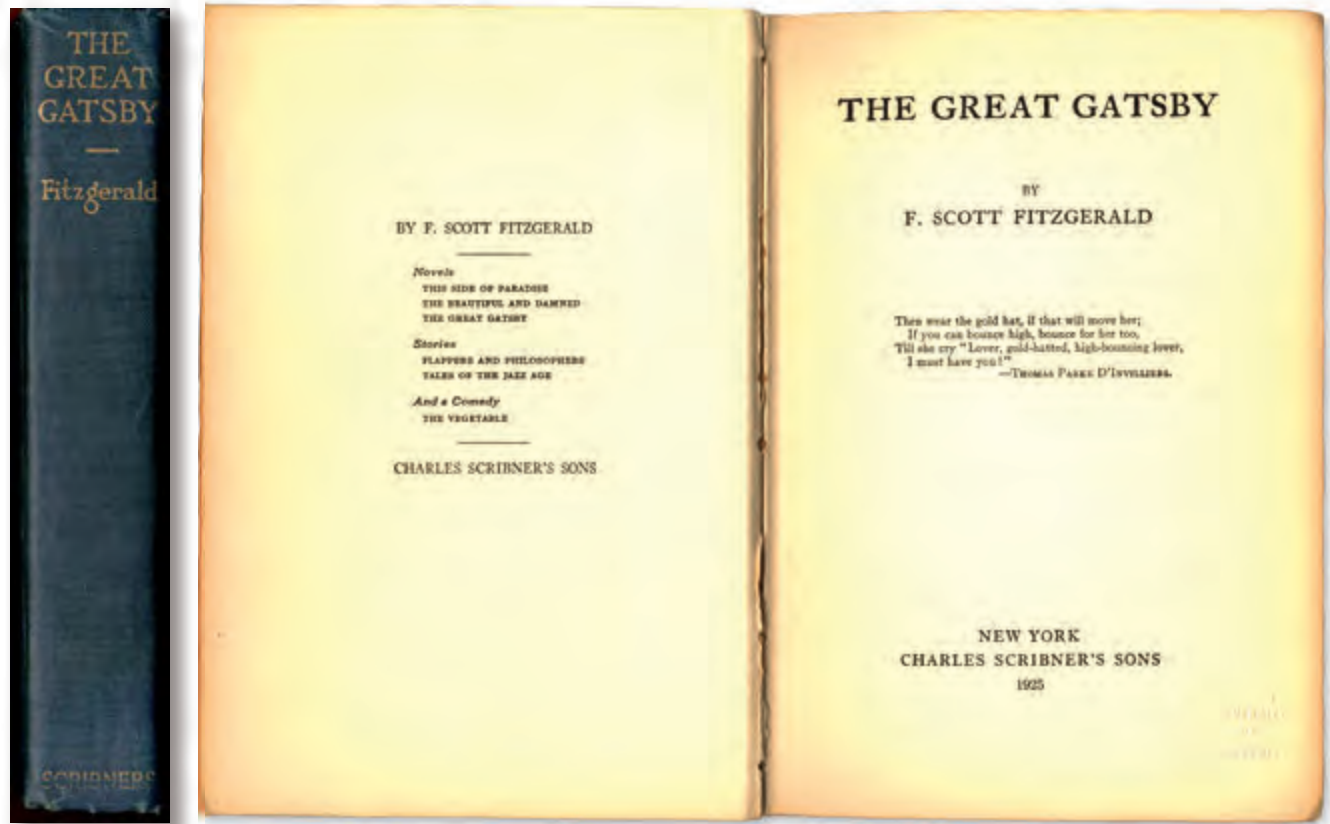 THE
GREAT
GATSBY
Fitzgerald
SCRIBNERS
BY F. SCOTT FITZGERALD
Novels
THIS SIDE OF PARADISE
THE BEAUTIFUL AND DAMNED
THE GREAT GATSBY
Stories
FLAPPERS AND PHILOSOPHERS
TALES OF THE JAZZ AGE
And a Comedy
THE VEGETABLE
CHARLES SCRIBNER'S SONS
THE GREAT GATSBY
BY
F. SCOTT FITZGERALD
Then wear the gold hat, if that will move her;
If you can bounce high, bounce for her too,
Till she cry "Lover, gold-hatted, high-bouncing lover,
I must have you!"
—THOMAS PARKE D'INVILLIERS.
NEW YORK
CHARLES SCRIBNER'S SONS
1925